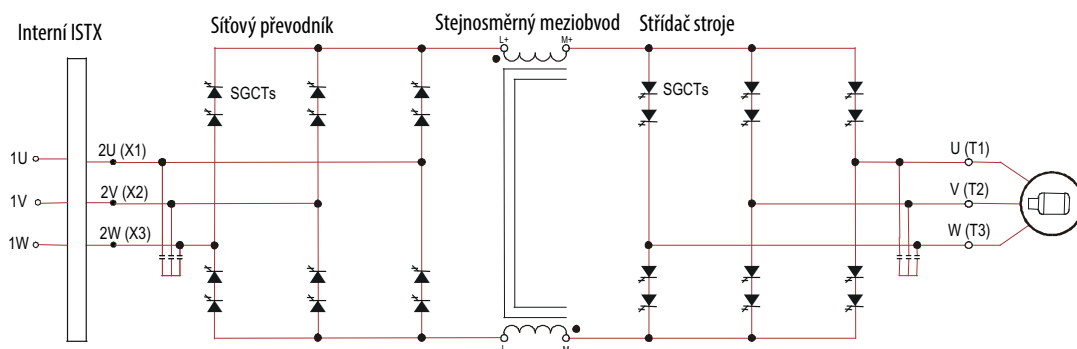 Interní ISTX
Síťový převodník
Stejnosměrný meziobvod
Střídač stroje
L+
M+
SGCTs
SGCTs
1U
2U (X1)
U (T1)
1V
2V (X2)
V (T2)
1W
2W (X3)
W (T3)